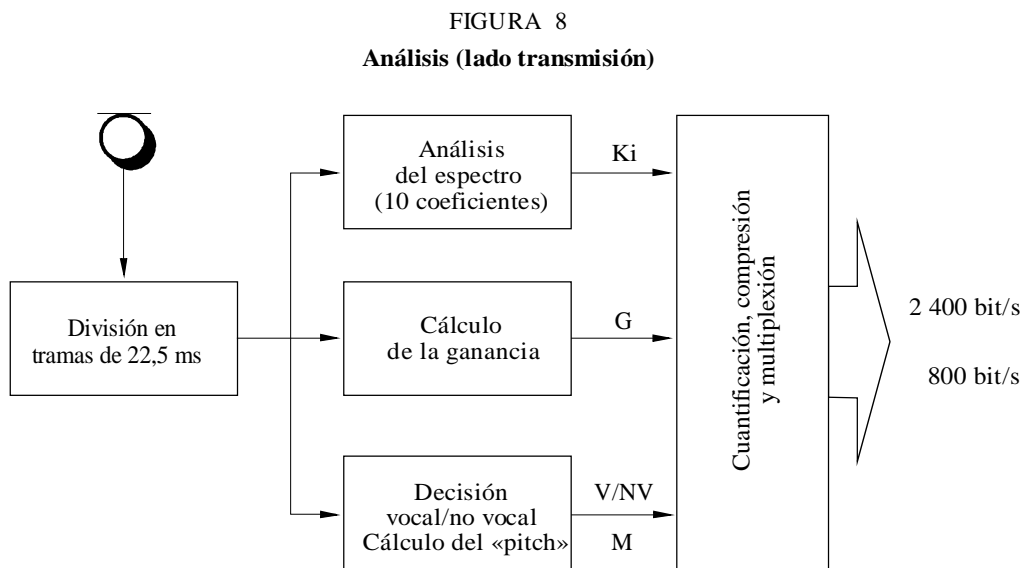 FIGURA 8
Análisis (lado transmisión)
Análisis
del espectro
(10 coeficientes)
Ki
División en
tramas de 22,5 ms
Cálculo
de la ganancia
G
Decisión
vocal/no vocal
Cálculo del «pitch»
V/NV
M
Cuantificación, compresión
y multiplexión
2 400 bit/s
800 bit/s